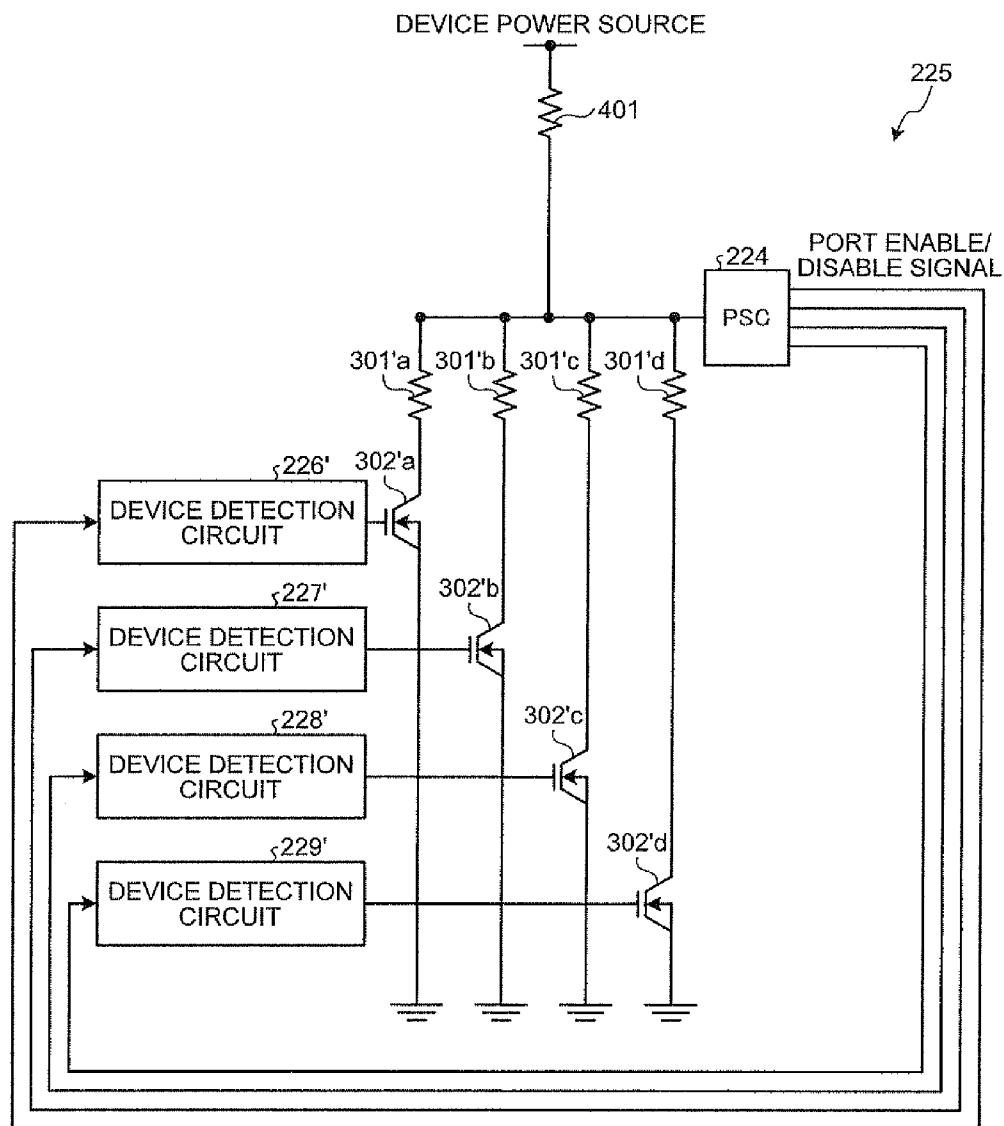 DEVICE POWER SOURCE
401
225
PORT ENABLE/
DISABLE SIGNAL
224
PSC
301'a
301'b
301'c
301'd
226'
302'a
DEVICE DETECTION
CIRCUIT
227'
302'b
DEVICE DETECTION
CIRCUIT
228'
302'c
DEVICE DETECTION
CIRCUIT
229'
302'd
DEVICE DETECTION
CIRCUIT